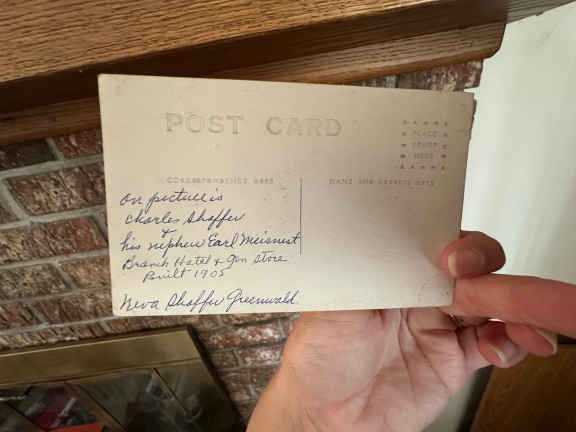 POST CARD
PLACE
STAMP
HERE
CORRESPONDENCE HERE
NAME AND ADDRESS HERE
on picture is
Charles Shaffer
+
his nephew Earl Meisnest
Branch Hotel & Gen Store
Built 1905
Neva Shaffer Greenwald.